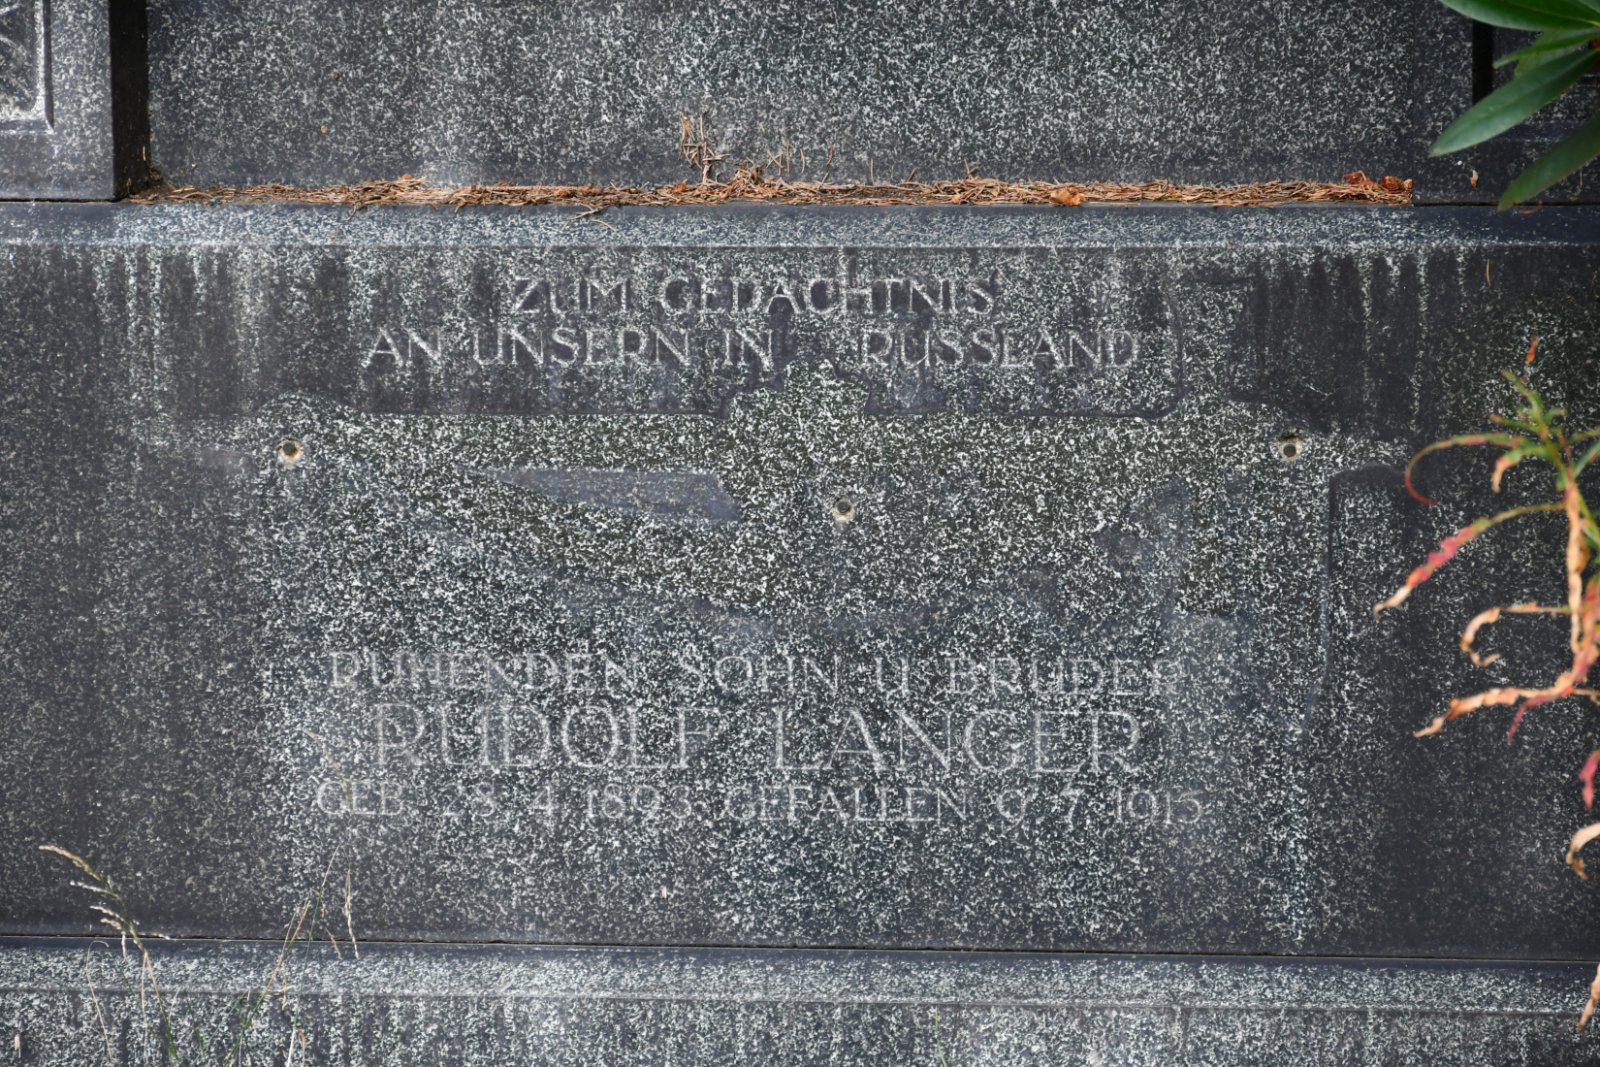 ZUM GEDÄCHTNIS
AN UNSERN IN RUSSLAND
RUHENDEN SOHN U. BRUDER
RUDOLF LANGER
GEB. 28. 4. 1893 GEFALLEN 9. 7. 1915